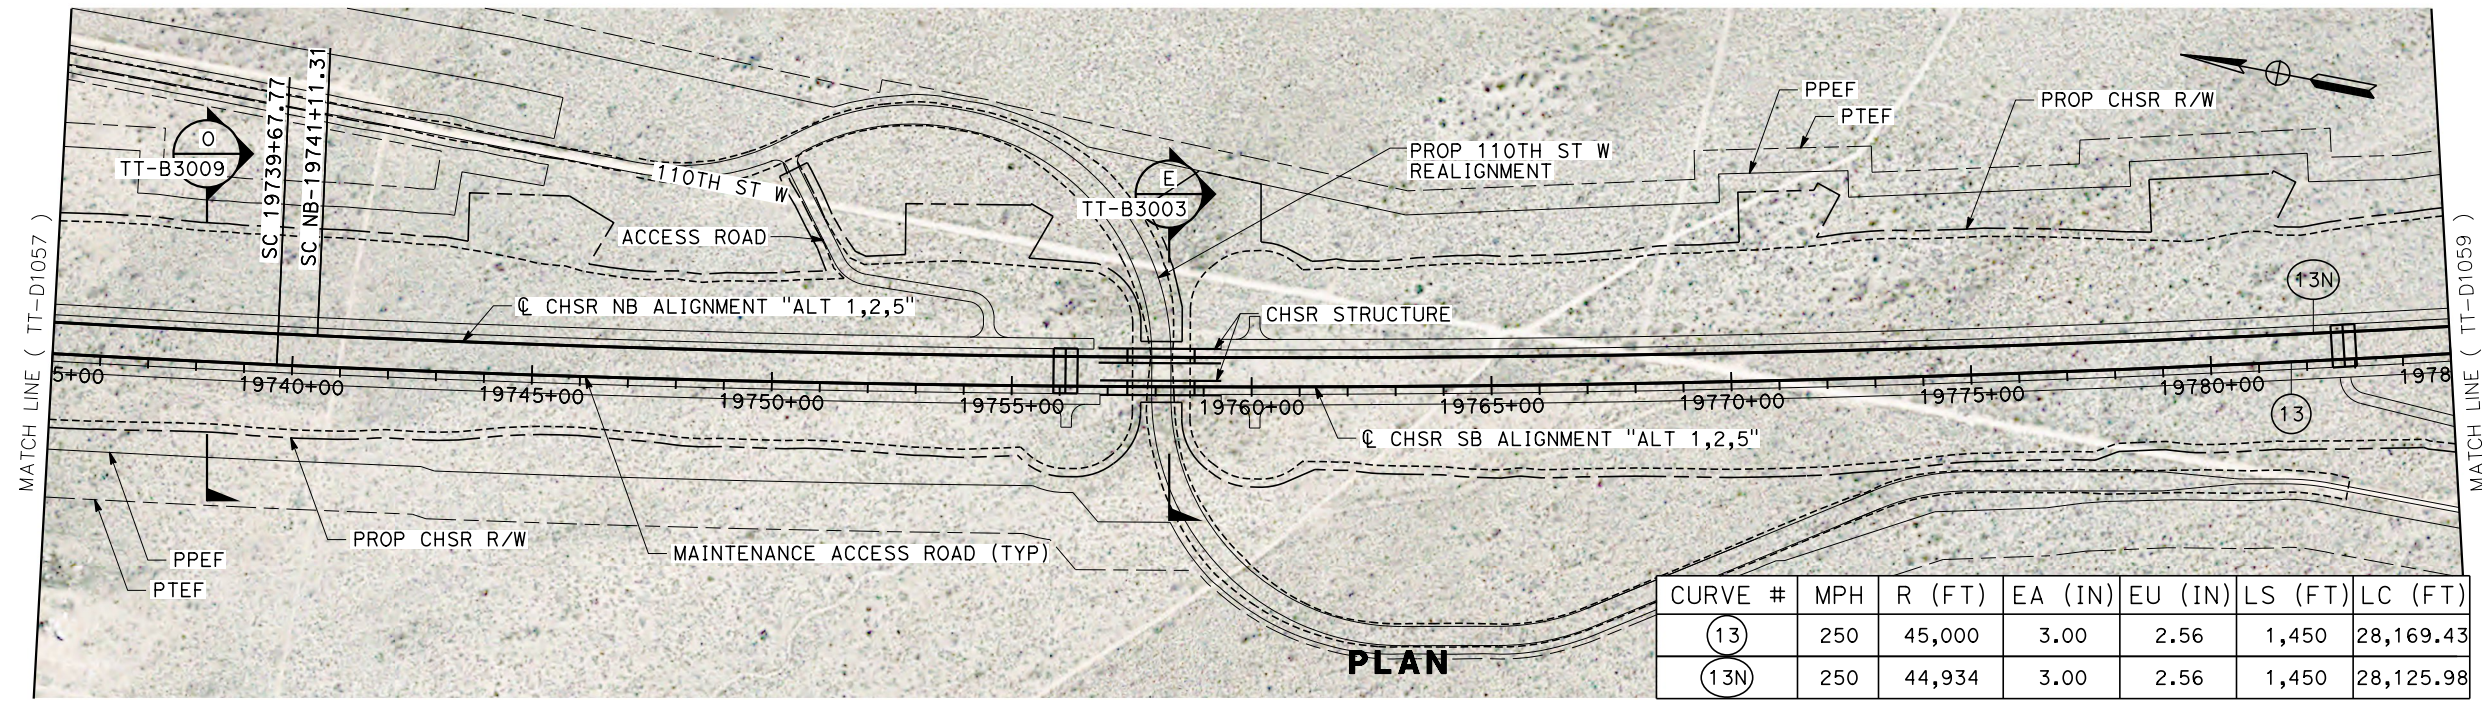 SC 19739+67.77
SC NB-19741+11.31
O
TT-B3009
110TH ST W
ACCESS ROAD
E
TT-B3003
PROP 110TH ST W
REALIGNMENT
PPEF
PTEF
PROP CHSR R/W
MATCH LINE ( TT-D1057 )
MATCH LINE ( TT-D1059 )
℄ CHSR NB ALIGNMENT "ALT 1,2,5"
CHSR STRUCTURE
13N
5+00
19740+00
19745+00
19750+00
19755+00
19760+00
19765+00
19770+00
19775+00
19780+00
1978
13
℄ CHSR SB ALIGNMENT "ALT 1,2,5"
PPEF
PTEF
PROP CHSR R/W
MAINTENANCE ACCESS ROAD (TYP)
PLAN
CURVE # MPH R (FT) EA (IN) EU (IN) LS (FT) LC (FT)
13 250 45,000 3.00 2.56 1,450 28,169.43
13N 250 44,934 3.00 2.56 1,450 28,125.98